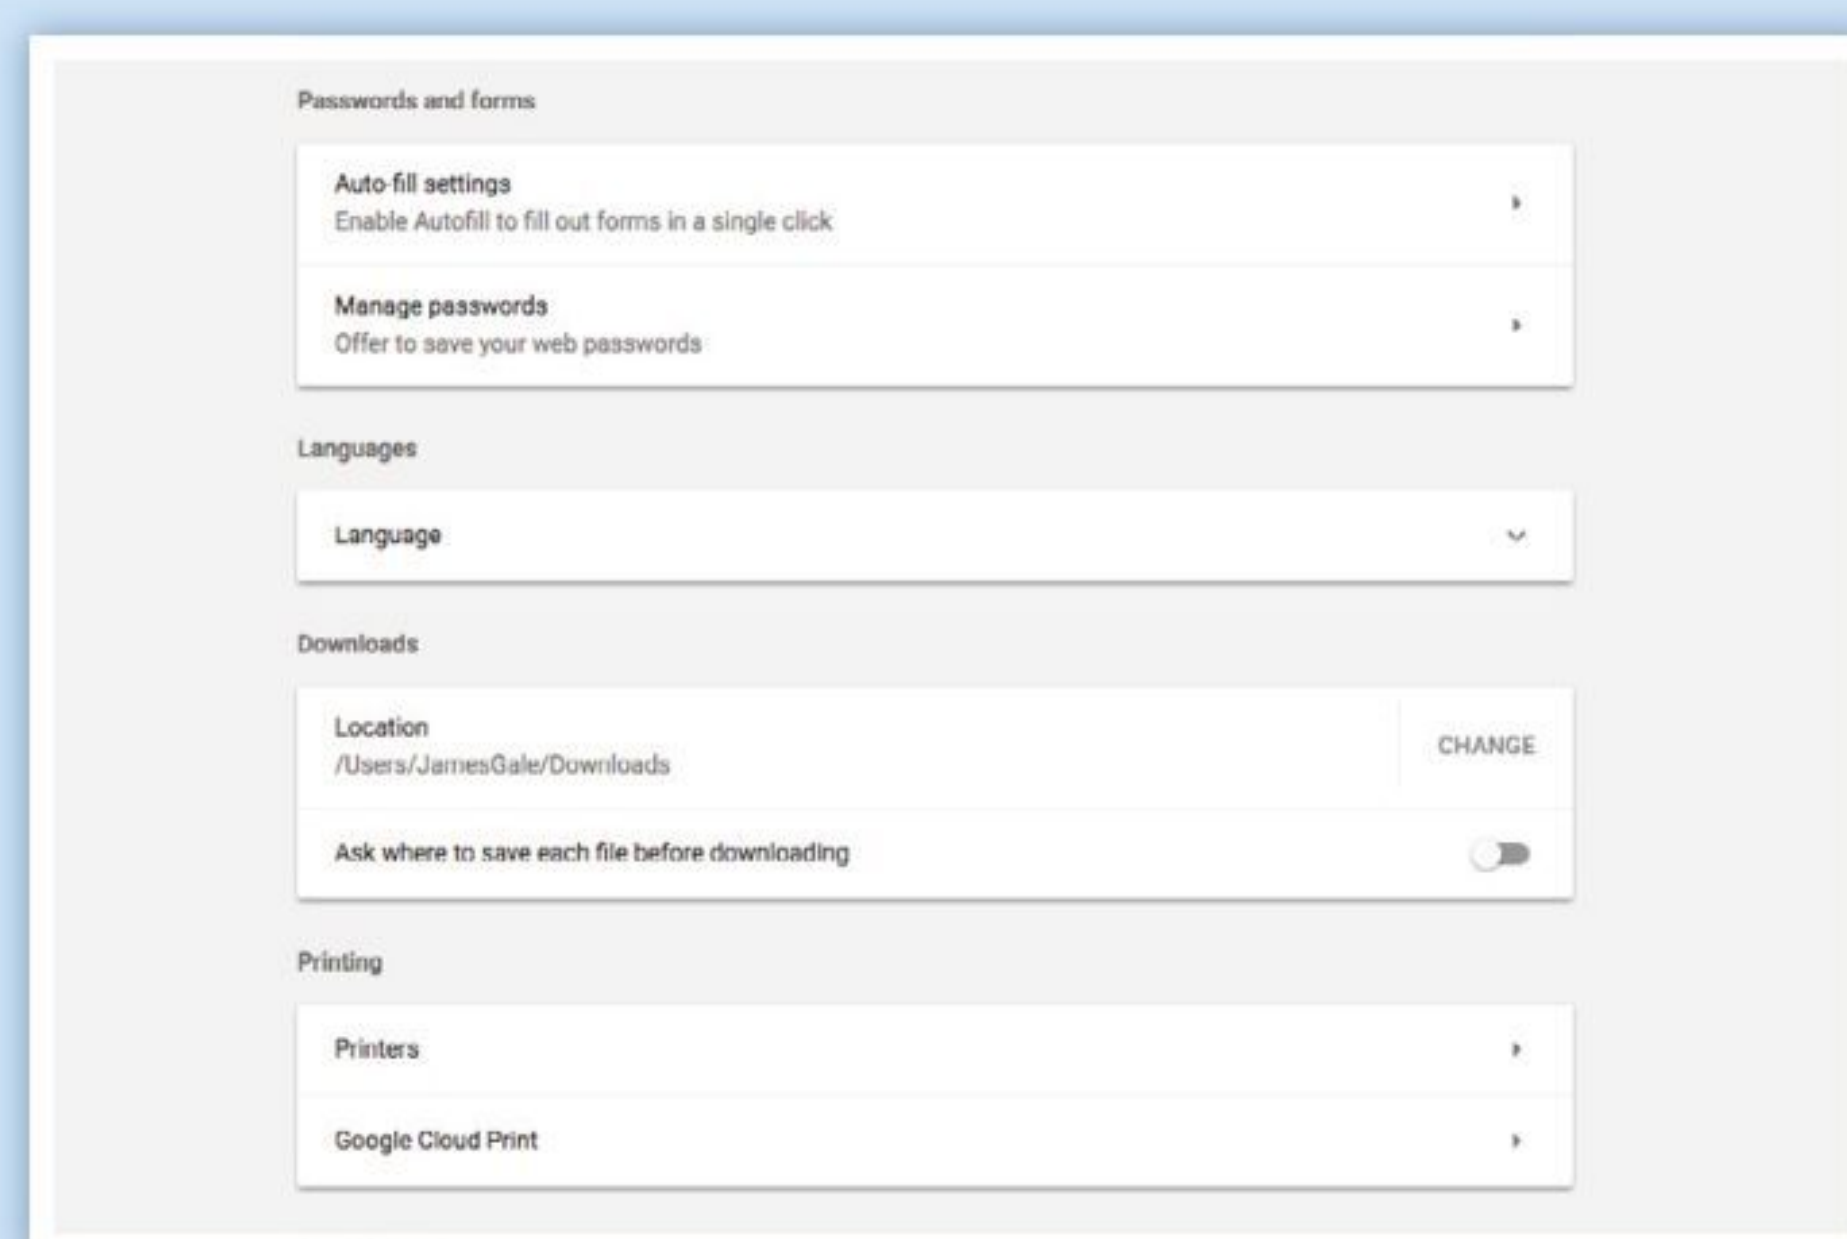 Passwords and forms
Auto-fill settings
Enable Autofill to fill out forms in a single click
Manage passwords
Offer to save your web passwords
Languages
Language
Downloads
Location
/Users/JamesGale/Downloads
CHANGE
Ask where to save each file before downloading
Printing
Printers
Google Cloud Print